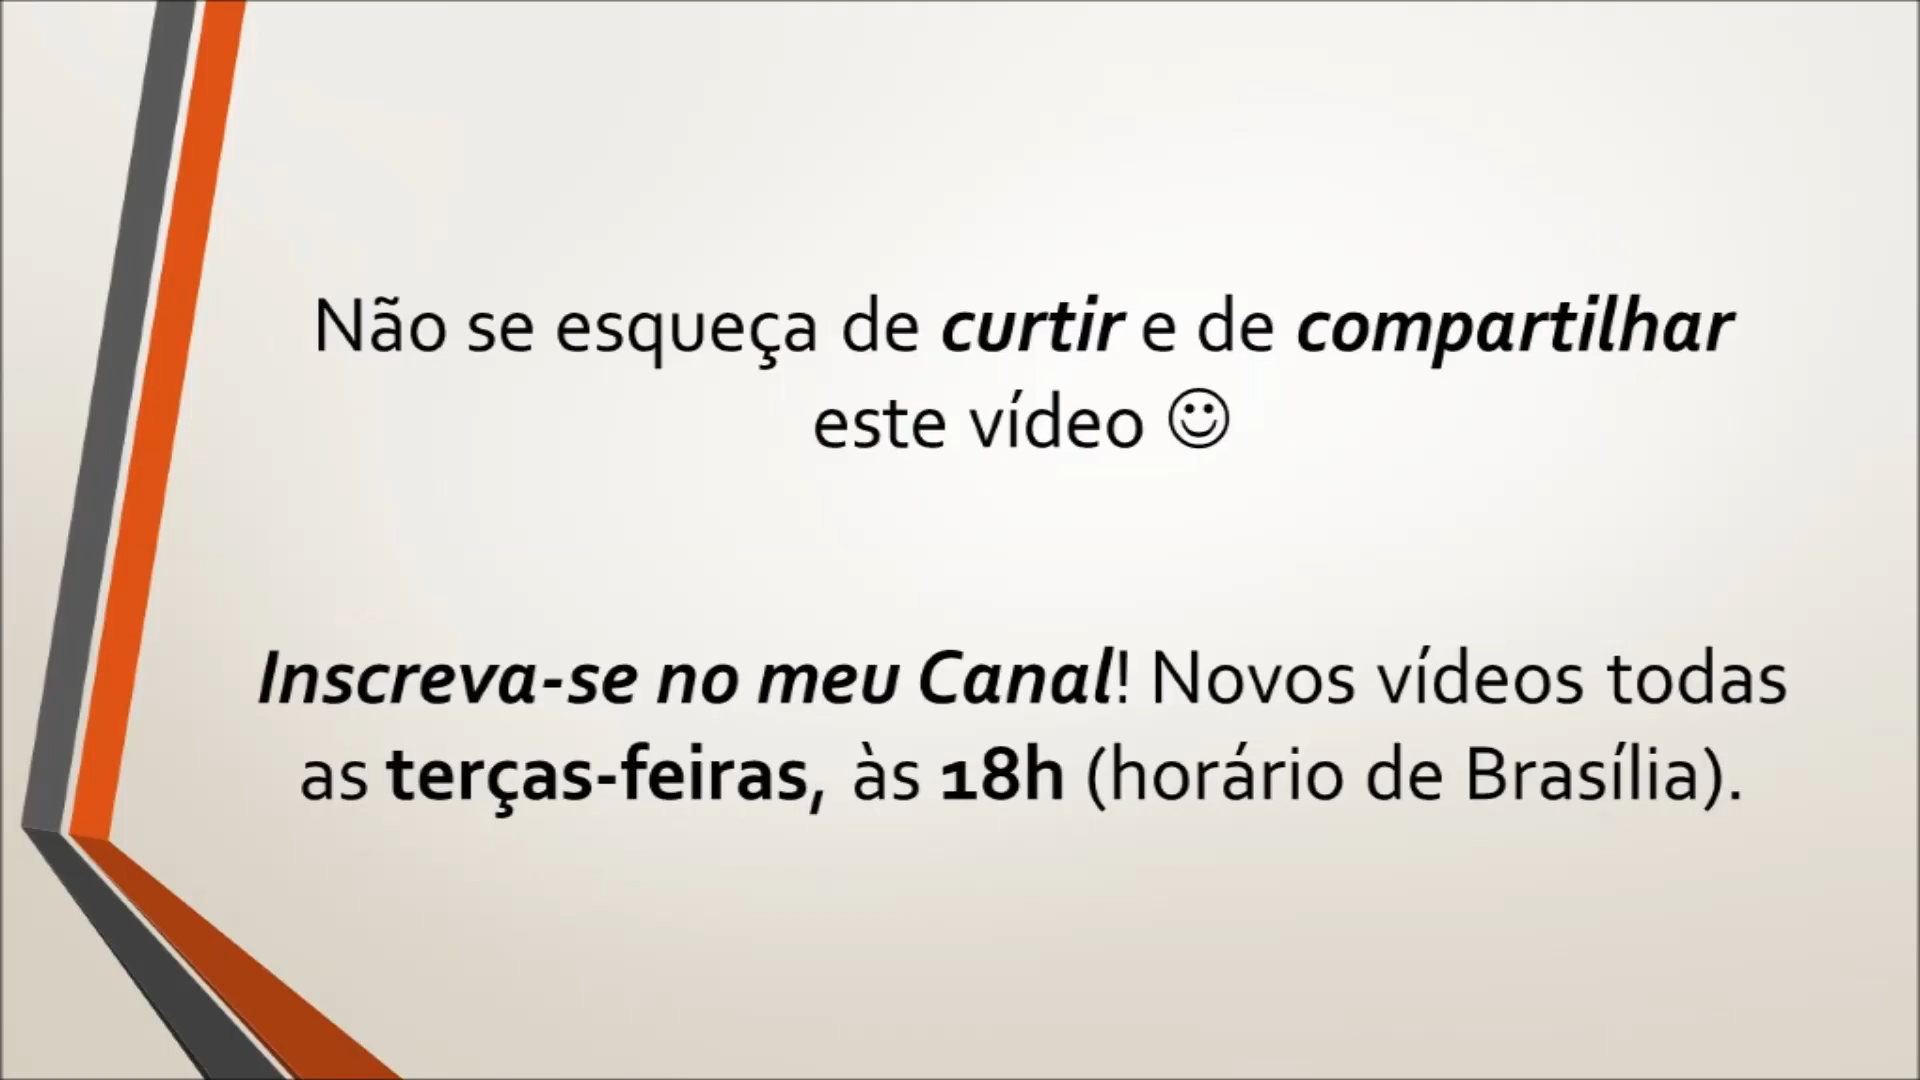 Não se esqueça de curtir e de compartilhar
este vídeo ☺
Inscreva-se no meu Canal! Novos vídeos todas
as terças-feiras, às 18h (horário de Brasília).